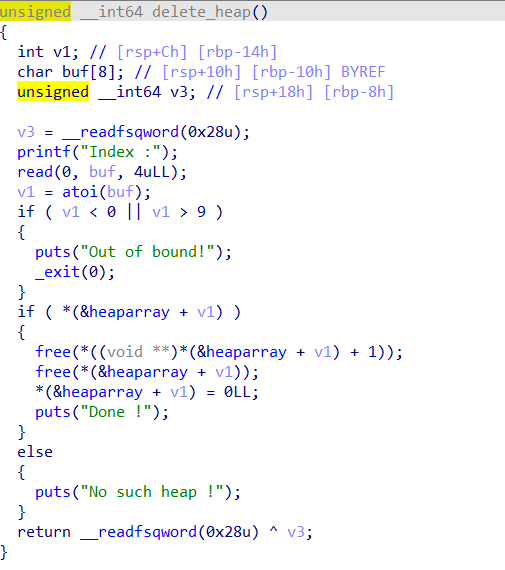 unsigned __int64 delete_heap()
{
  int v1; // [rsp+Ch] [rbp-14h]
  char buf[8]; // [rsp+10h] [rbp-10h] BYREF
  unsigned __int64 v3; // [rsp+18h] [rbp-8h]

  v3 = __readfsqword(0x28u);
  printf("Index :");
  read(0, buf, 4uLL);
  v1 = atoi(buf);
  if ( v1 < 0 || v1 > 9 )
  {
    puts("Out of bound!");
    _exit(0);
  }
  if ( *(&heaparray + v1) )
  {
    free(*((void **)*(&heaparray + v1) + 1));
    free(*(&heaparray + v1));
    *(&heaparray + v1) = 0LL;
    puts("Done !");
  }
  else
  {
    puts("No such heap !");
  }
  return __readfsqword(0x28u) ^ v3;
}